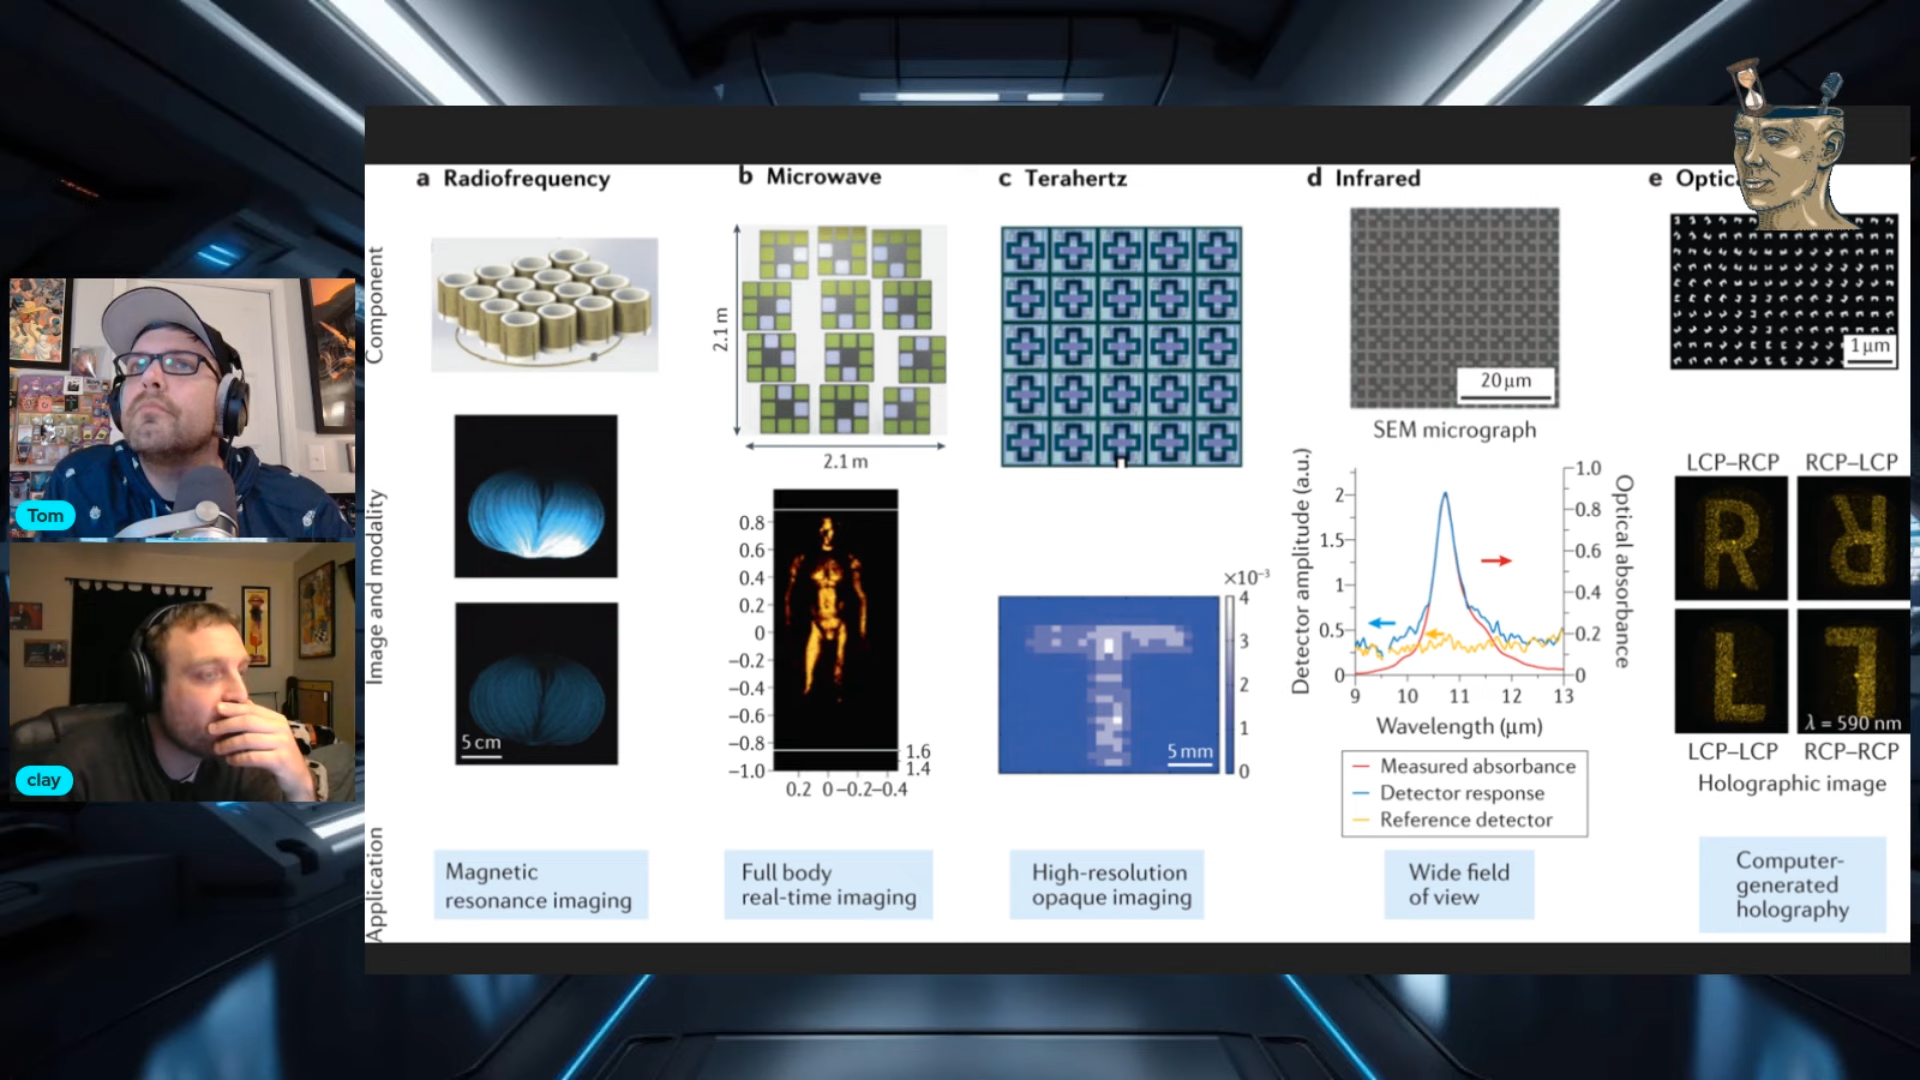 a Radiofrequency
b Microwave
c Terahertz
d Infrared
e
Component
2.1 m
2.1 m
20 µm
SEM micrograph
1 µm
Tom
clay
Image and modality
5 cm
0.8
0.6
0.4
0.2
0
–0.2
–0.4
–0.6
–0.8
–1.0
1.6
1.4
0.2 0 –0.2–0.4
×10⁻³
4
3
2
1
0
5 mm
T
Detector amplitude (a.u.)
2
1.5
1
0.5
0
1.0
0.8
0.6
0.4
0.2
0
Optical absorbance
9 10 11 12 13
Wavelength (µm)
Measured absorbance
Detector response
Reference detector
LCP–RCP RCP–LCP
R R
L L
λ = 590 nm
LCP–LCP RCP–RCP
Holographic image
Application
Magnetic
resonance imaging
Full body
real-time imaging
High-resolution
opaque imaging
Wide field
of view
Computer-
generated
holography